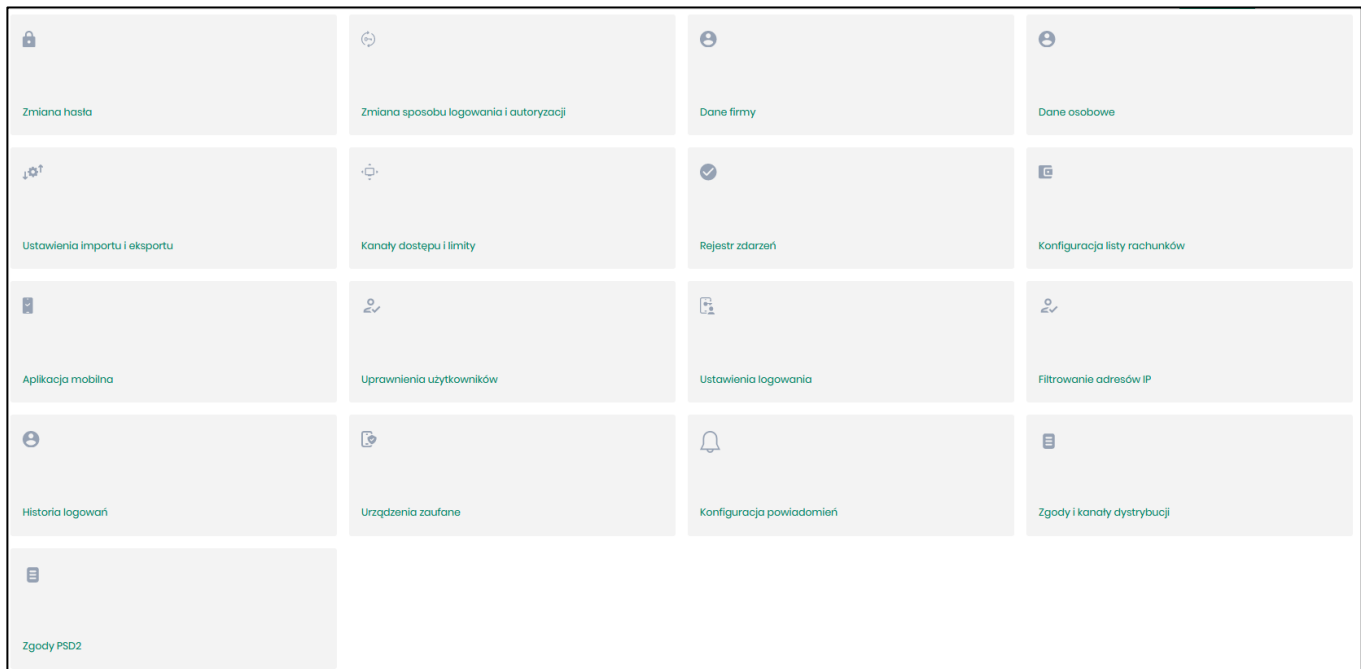 Zmiana hasła
Zmiana sposobu logowania i autoryzacji
Dane firmy
Dane osobowe
Ustawienia importu i eksportu
Kanały dostępu i limity
Rejestr zdarzeń
Konfiguracja listy rachunków
Aplikacja mobilna
Uprawnienia użytkowników
Ustawienia logowania
Filtrowanie adresów IP
Historia logowań
Urządzenia zaufane
Konfiguracja powiadomień
Zgody i kanały dystrybucji
Zgody PSD2